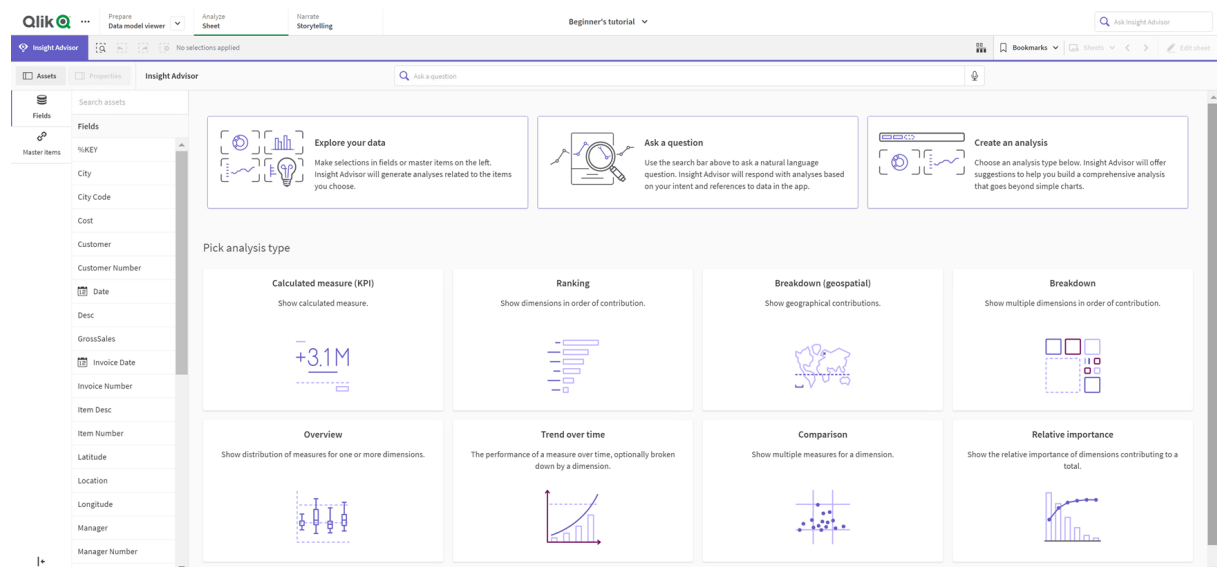 Qlik
Prepare
Data model viewer
Analyze
Sheet
Narrate
Storytelling
Beginner's tutorial
Ask Insight Advisor
Insight Advisor
No selections applied
Bookmarks
Sheets
Edit sheet
Assets
Properties
Insight Advisor
Ask a question
Fields
Master items
Search assets
Fields
%KEY
City
City Code
Cost
Customer
Customer Number
Date
Desc
GrossSales
Invoice Date
Invoice Number
Item Desc
Item Number
Latitude
Location
Longitude
Manager
Manager Number
Explore your data
Make selections in fields or master items on the left.
Insight Advisor will generate analyses related to the items
you choose.
Ask a question
Use the search bar above to ask a natural language
question. Insight Advisor will respond with analyses based
on your intent and references to data in the app.
Create an analysis
Choose an analysis type below. Insight Advisor will offer
suggestions to help you build a comprehensive analysis
that goes beyond simple charts.
Pick analysis type
Calculated measure (KPI)
Show calculated measure.
+3.1M
Ranking
Show dimensions in order of contribution.
Breakdown (geospatial)
Show geographical contributions.
Breakdown
Show multiple dimensions in order of contribution.
Overview
Show distribution of measures for one or more dimensions.
Trend over time
The performance of a measure over time, optionally broken
down by a dimension.
Comparison
Show multiple measures for a dimension.
Relative importance
Show the relative importance of dimensions contributing to a
total.